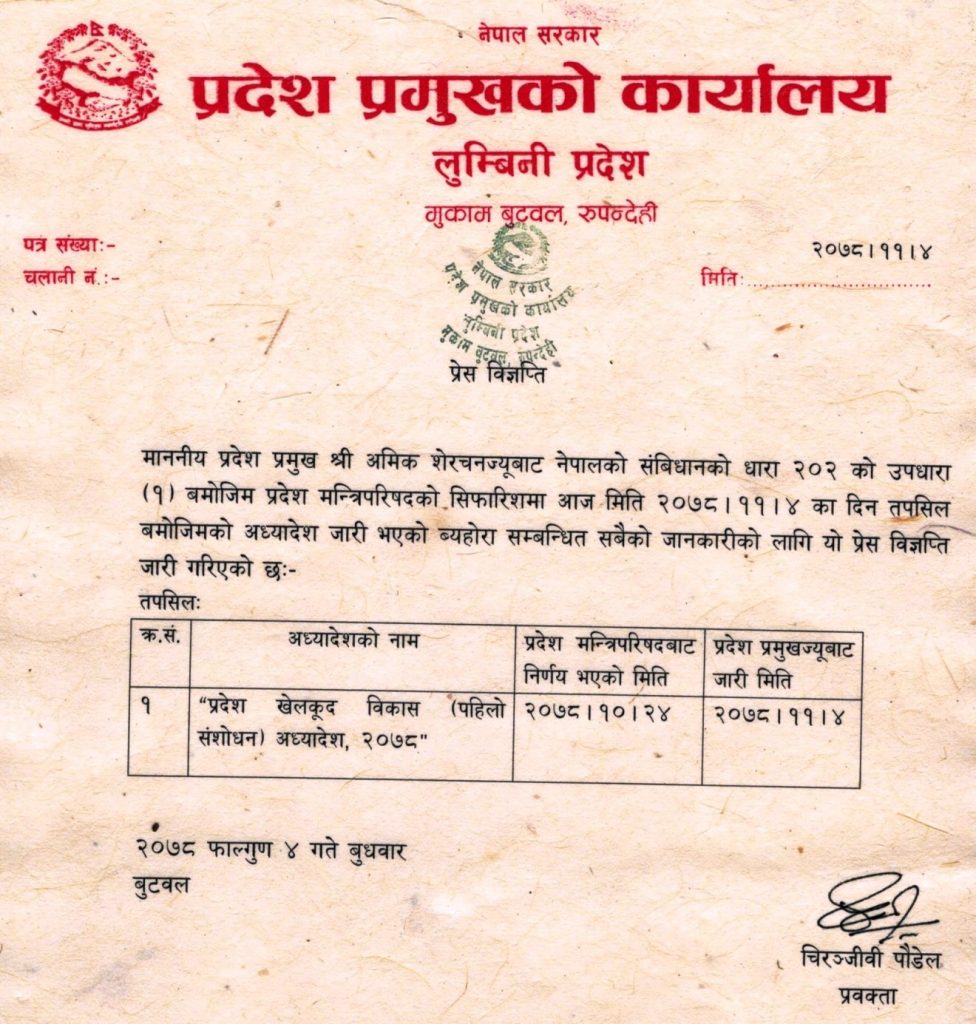 नेपाल सरकार
प्रदेश प्रमुखको कार्यालय
लुम्बिनी प्रदेश
मुकाम बुटवल, रुपन्देही
पत्र संख्याः-
चलानी नं.ः-
२०७८।११।४
मितिः
नेपाल सरकार
प्रदेश प्रमुखको कार्यालय
लुम्बिनी प्रदेश
मुकाम बुटवल, रुपन्देही
प्रेस विज्ञप्ति
माननीय प्रदेश प्रमुख श्री अमिक शेरचनज्यूबाट नेपालको संबिधानको धारा २०२ को उपधारा
(१) बमोजिम प्रदेश मन्त्रिपरिषदको सिफारिशमा आज मिति २०७८।११।४ का दिन तपसिल
बमोजिमको अध्यादेश जारी भएको ब्यहोरा सम्बन्धित सबैको जानकारीको लागि यो प्रेस विज्ञप्ति
जारी गरिएको छः-
तपसिलः
क्र.सं.
अध्यादेशको नाम
प्रदेश मन्त्रिपरिषदबाट
निर्णय भएको मिति
प्रदेश प्रमुखज्यूबाट
जारी मिति
१
“प्रदेश खेलकूद विकास (पहिलो
संशोधन) अध्यादेश, २०७८"
२०७८।१०।२४
२०७८।११।४
२०७८ फाल्गुण ४ गते बुधवार
बुटवल
चिरञ्जीवी पौडेल
प्रवक्ता